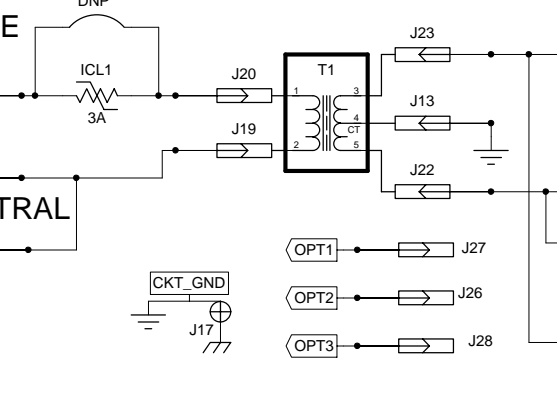 DNP
E
ICL1
3A
J20
J19
T1
1
2
3
4
CT
5
J23
J13
J22
TRAL
OPT1
J27
OPT2
J26
OPT3
J28
CKT_GND
J17